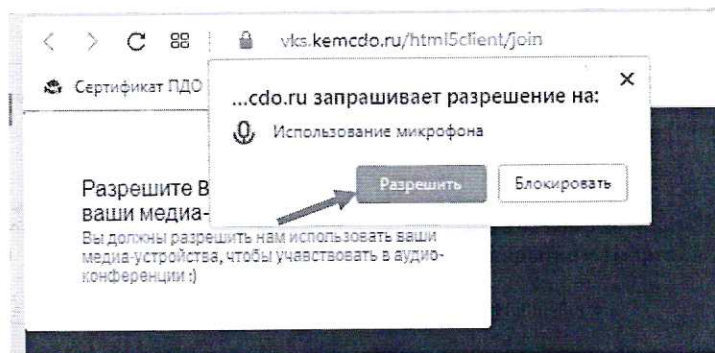 vks.kemcdo.ru/html5client/join
Сертификат ПДО
...cdo.ru запрашивает разрешение на:
Использование микрофона
Разрешить
Блокировать
Разрешите B
ваши медиа-
Вы должны разрешить нам использовать ваши
медиа-устройства, чтобы учавствовать в аудио-
конференции :)